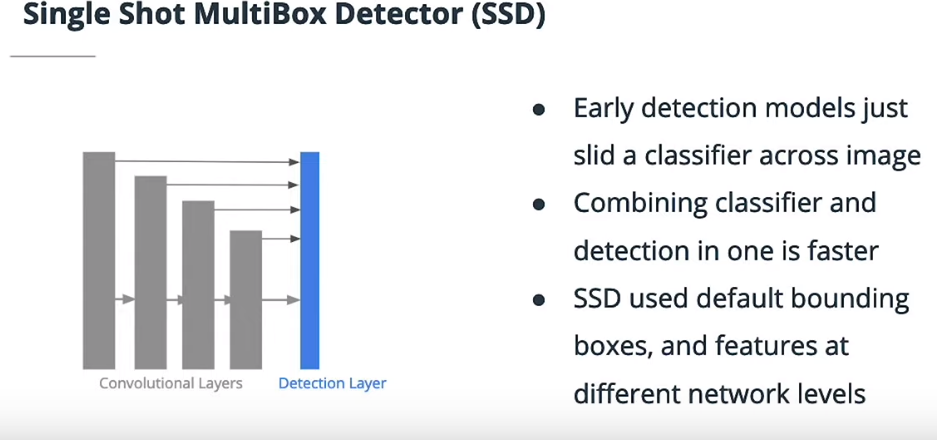 Single Shot MultiBox Detector (SSD)
● Early detection models just
slid a classifier across image
● Combining classifier and
detection in one is faster
● SSD used default bounding
boxes, and features at
different network levels
Convolutional Layers
Detection Layer